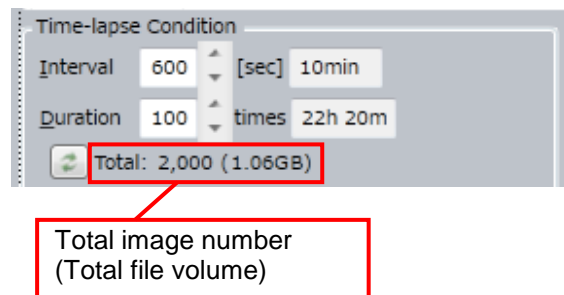 Time-lapse Condition
Interval 600 [sec] 10min
Duration 100 times 22h 20m
Total: 2,000 (1.06GB)
Total image number
(Total file volume)